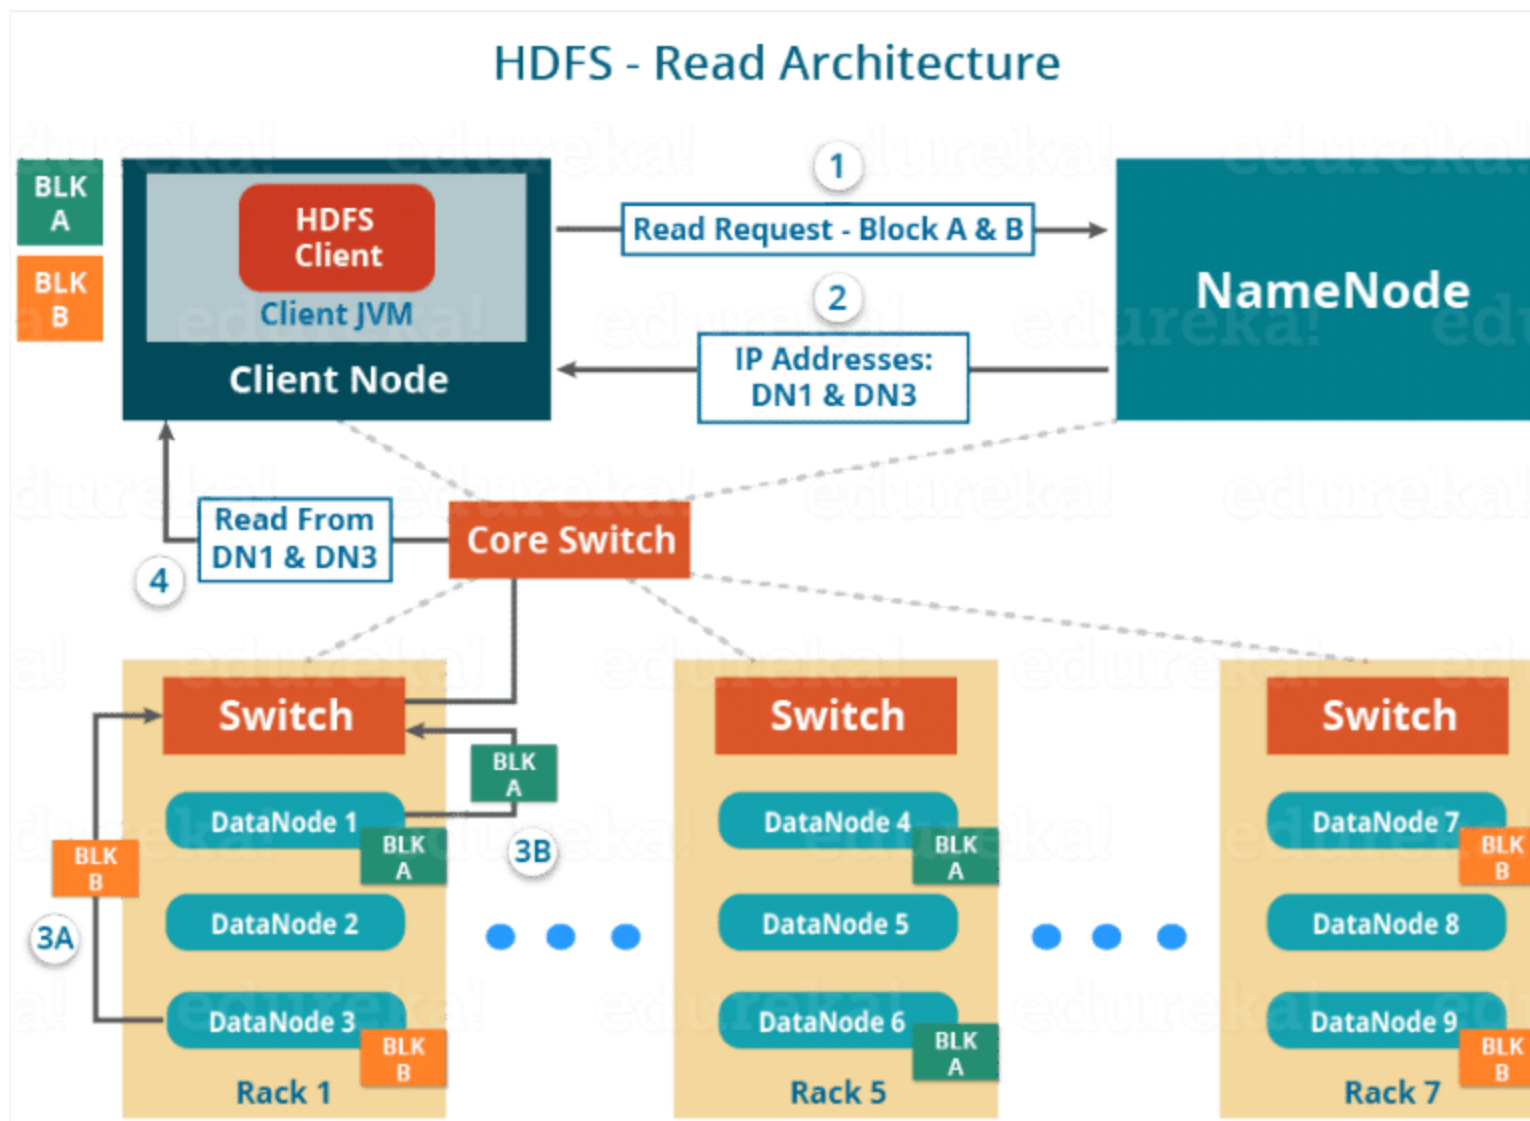 HDFS - Read Architecture
BLK
A
BLK
B
HDFS
Client
Client JVM
Client Node
1
Read Request - Block A & B
2
IP Addresses:
DN1 & DN3
NameNode
Read From
DN1 & DN3
4
Core Switch
Switch
BLK
A
DataNode 1
BLK
A
3B
BLK
B
3A
DataNode 2
DataNode 3
BLK
B
Rack 1
Switch
DataNode 4
BLK
A
DataNode 5
DataNode 6
BLK
A
Rack 5
Switch
DataNode 7
BLK
B
DataNode 8
DataNode 9
BLK
B
Rack 7
edureka!